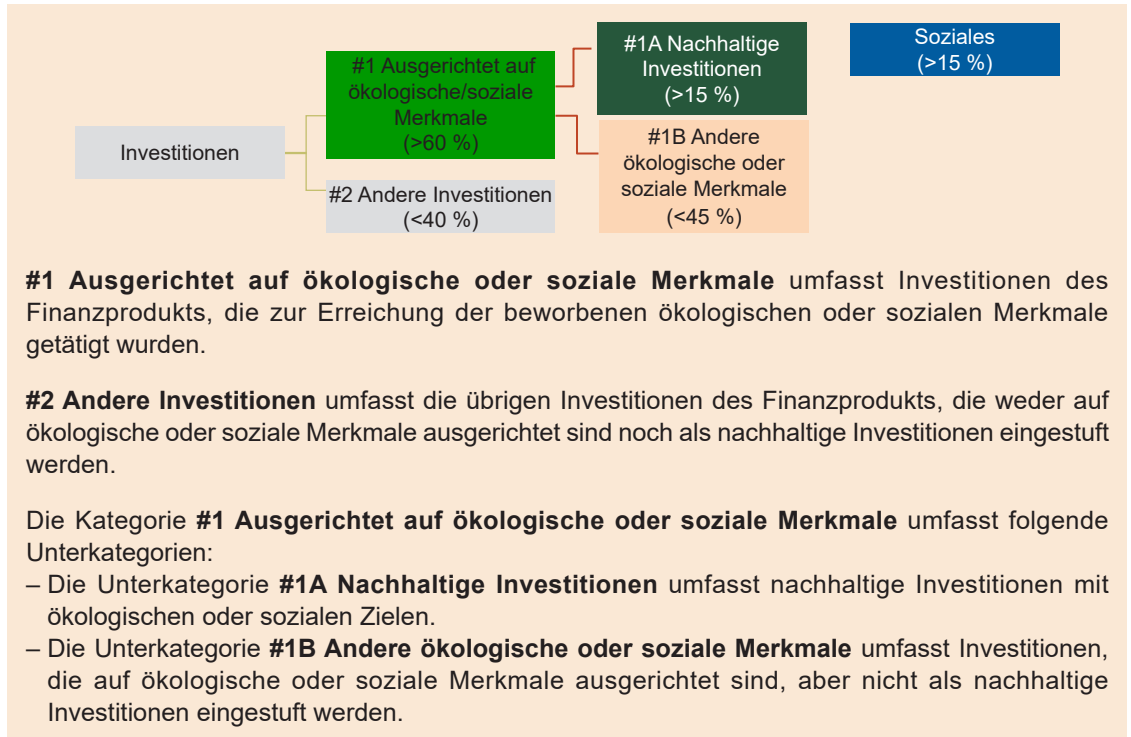 Investitionen
#1 Ausgerichtet auf
ökologische/soziale
Merkmale
(>60 %)
#2 Andere Investitionen
(<40 %)
#1A Nachhaltige
Investitionen
(>15 %)
#1B Andere
ökologische oder
soziale Merkmale
(<45 %)
Soziales
(>15 %)
#1 Ausgerichtet auf ökologische oder soziale Merkmale umfasst Investitionen des
Finanzprodukts, die zur Erreichung der beworbenen ökologischen oder sozialen Merkmale
getätigt wurden.
#2 Andere Investitionen umfasst die übrigen Investitionen des Finanzprodukts, die weder auf
ökologische oder soziale Merkmale ausgerichtet sind noch als nachhaltige Investitionen eingestuft
werden.
Die Kategorie #1 Ausgerichtet auf ökologische oder soziale Merkmale umfasst folgende
Unterkategorien:
– Die Unterkategorie #1A Nachhaltige Investitionen umfasst nachhaltige Investitionen mit
ökologischen oder sozialen Zielen.
– Die Unterkategorie #1B Andere ökologische oder soziale Merkmale umfasst Investitionen,
die auf ökologische oder soziale Merkmale ausgerichtet sind, aber nicht als nachhaltige
Investitionen eingestuft werden.